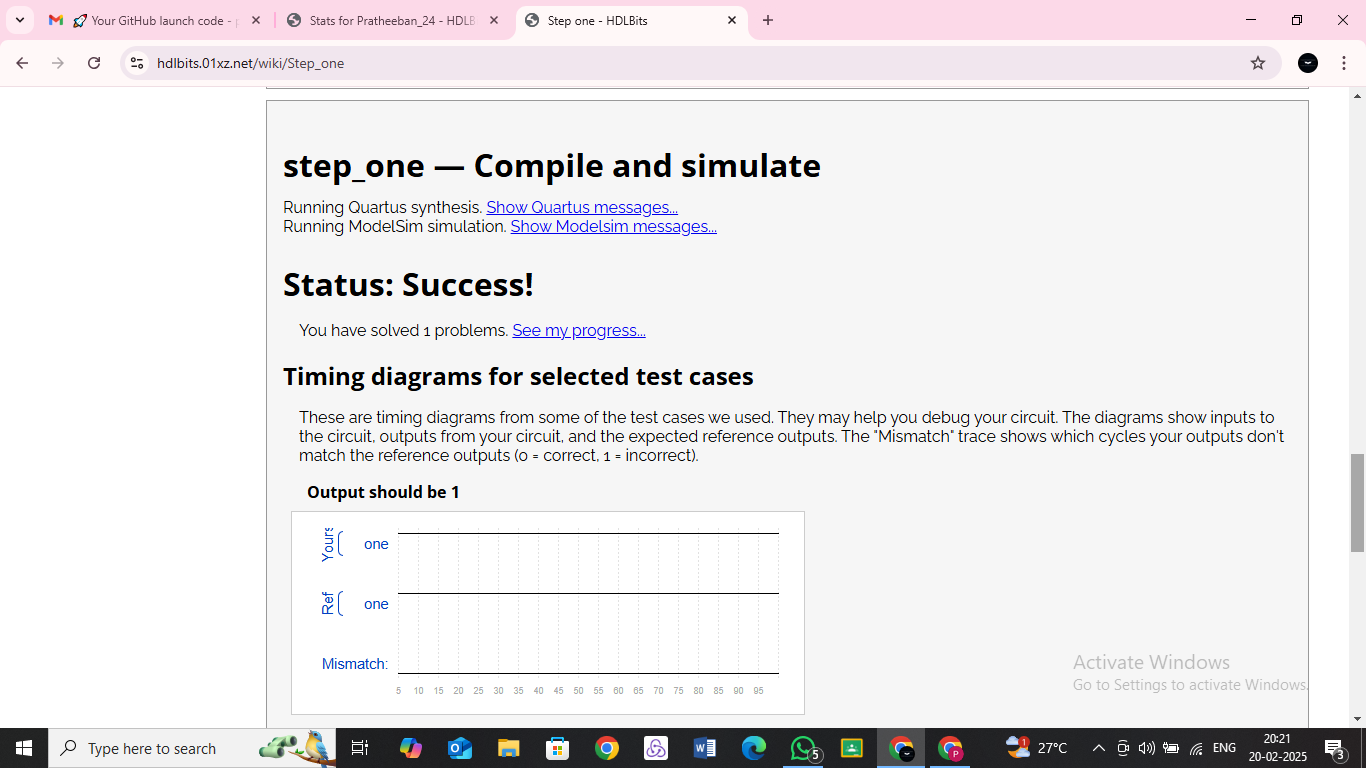 Your GitHub launch code -
Stats for Pratheeban_24 - HDLB
Step one - HDLBits
hdlbits.01xz.net/wiki/Step_one
step_one — Compile and simulate
Running Quartus synthesis. Show Quartus messages...
Running ModelSim simulation. Show Modelsim messages...
Status: Success!
You have solved 1 problems. See my progress...
Timing diagrams for selected test cases
These are timing diagrams from some of the test cases we used. They may help you debug your circuit. The diagrams show inputs to
the circuit, outputs from your circuit, and the expected reference outputs. The "Mismatch" trace shows which cycles your outputs don't
match the reference outputs (0 = correct, 1 = incorrect).
Output should be 1
Yours one
Ref one
Mismatch:
5 10 15 20 25 30 35 40 45 50 55 60 65 70 75 80 85 90 95
Activate Windows
Go to Settings to activate Windows.
Type here to search
5
1
27°C
ENG
20:21
20-02-2025
3